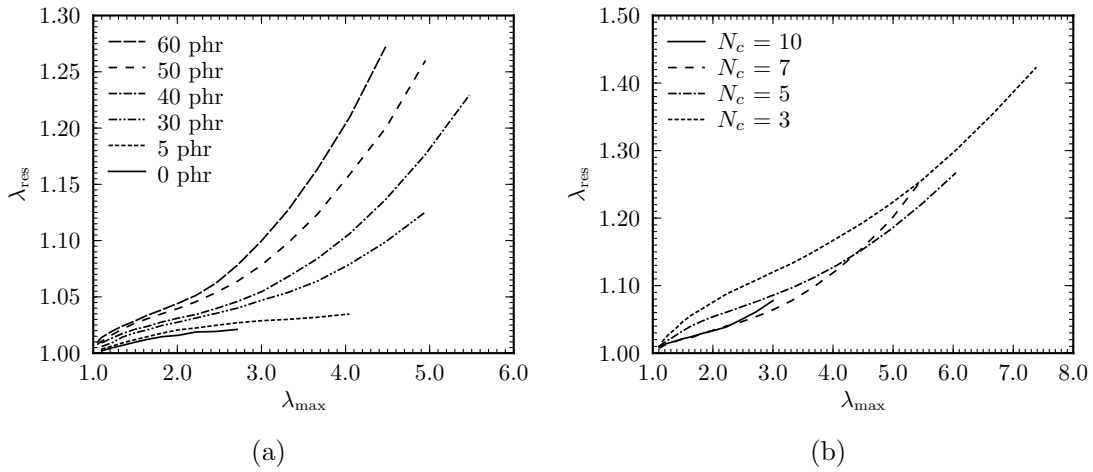 1.30
1.25
1.20
1.15
1.10
1.05
1.00
λres
60 phr
50 phr
40 phr
30 phr
5 phr
0 phr
1.0 2.0 3.0 4.0 5.0 6.0
λmax
(a)
1.50
1.40
1.30
1.20
1.10
1.00
λres
Nc = 10
Nc = 7
Nc = 5
Nc = 3
1.0 2.0 3.0 4.0 5.0 6.0 7.0 8.0
λmax
(b)